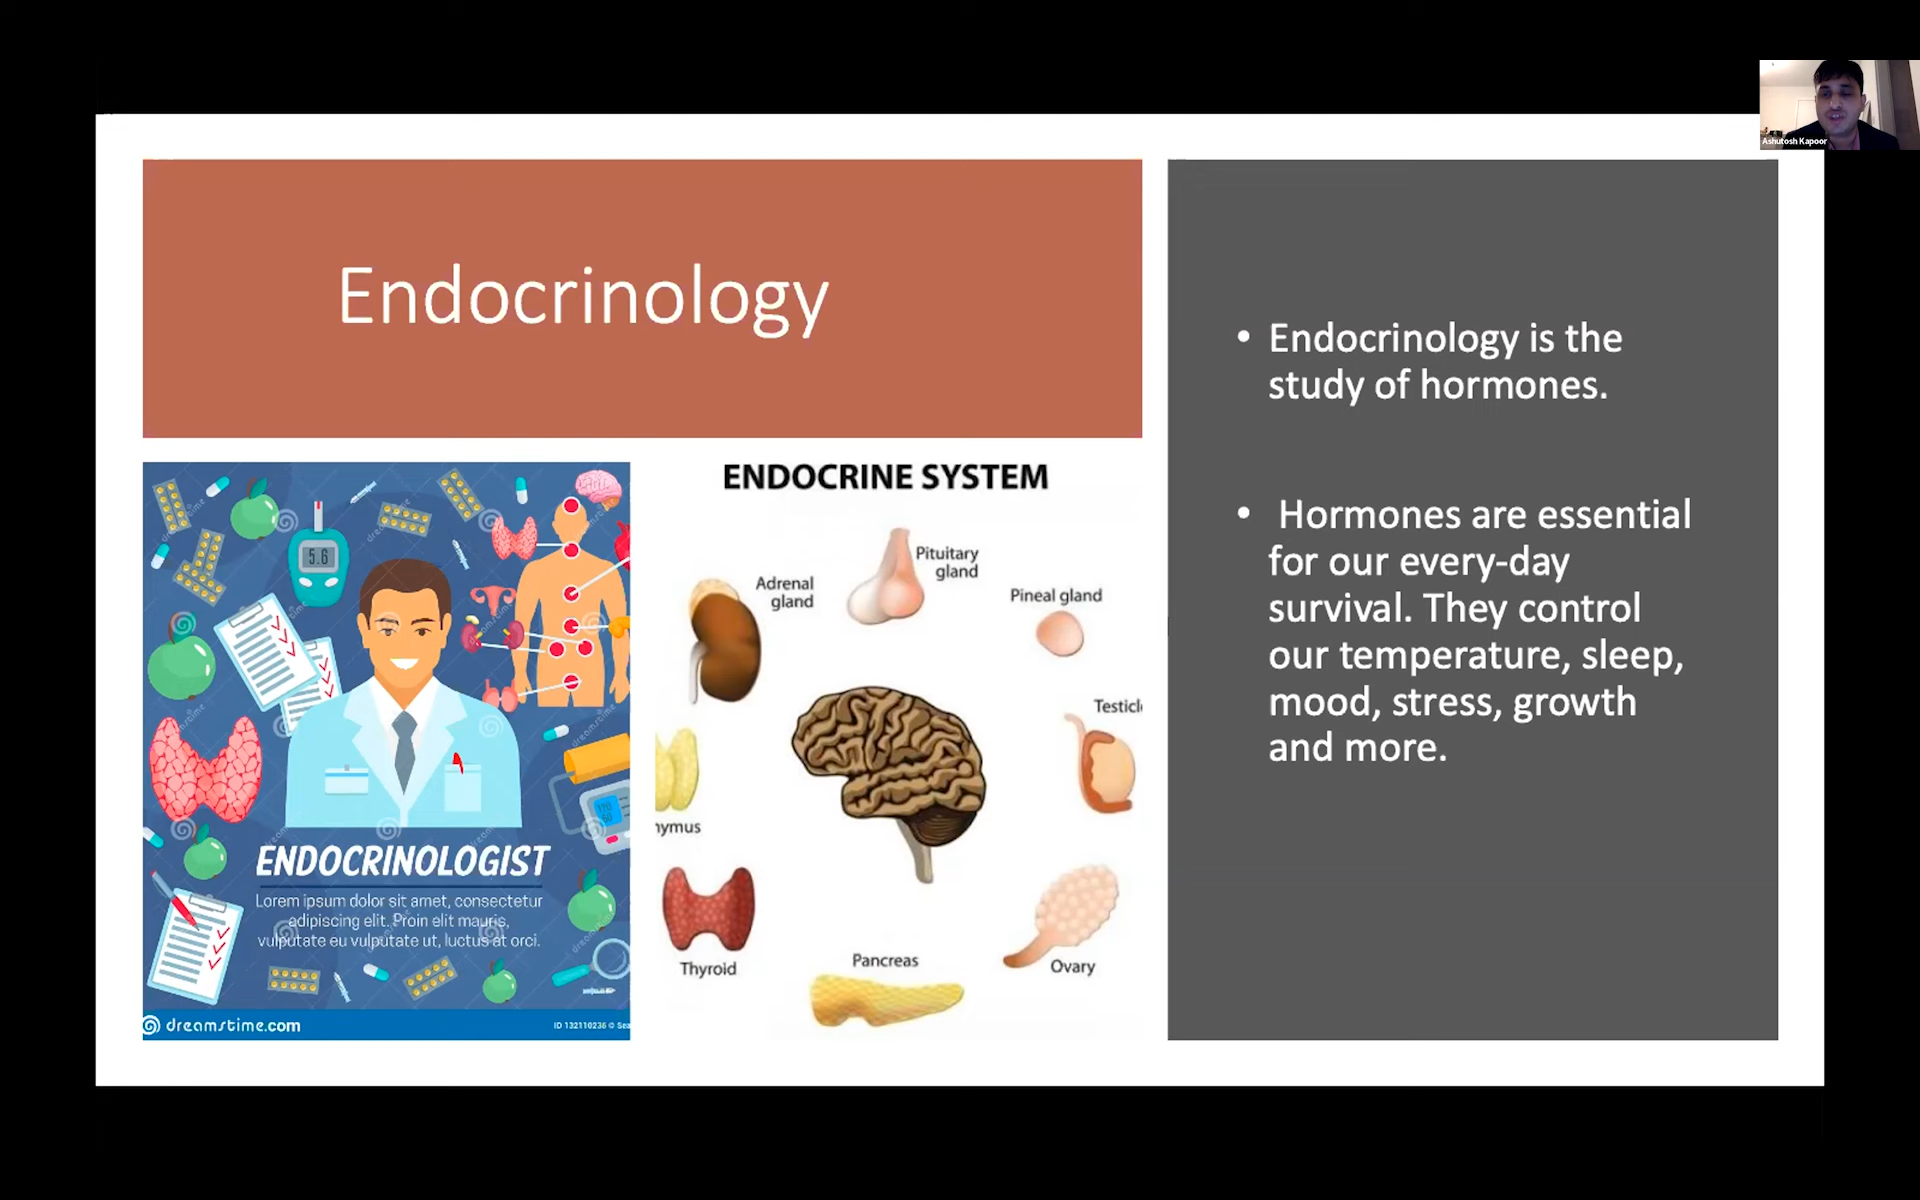 Ashutosh Kapoor
Endocrinology
5.6
ENDOCRINOLOGIST
Lorem ipsum dolor sit amet, consectetur
adipiscing elit. Proin elit mauris,
vulputate eu vulputate ut, luctus at orci.
dreamstime.com
ID 132110236 © Sea
ENDOCRINE SYSTEM
Pituitary
gland
Adrenal
gland
Pineal gland
Testicl
hymus
Thyroid
Pancreas
Ovary
• Endocrinology is the
study of hormones.
• Hormones are essential
for our every-day
survival. They control
our temperature, sleep,
mood, stress, growth
and more.